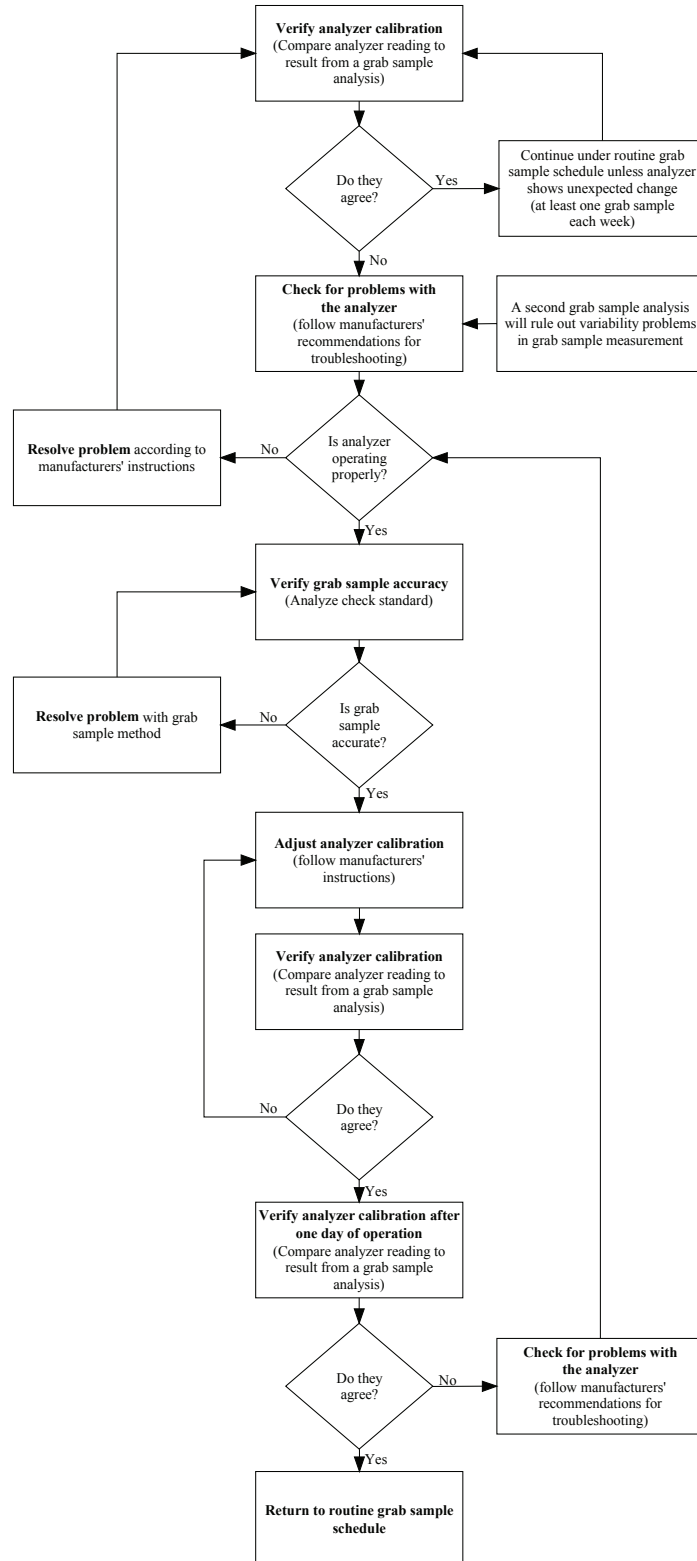 Verify analyzer calibration
(Compare analyzer reading to
result from a grab sample
analysis)
Do they
agree?
Yes
Continue under routine grab
sample schedule unless analyzer
shows unexpected change
(at least one grab sample
each week)
No
Check for problems with
the analyzer
(follow manufacturers'
recommendations for
troubleshooting)
A second grab sample analysis
will rule out variability problems
in grab sample measurement
Is analyzer
operating
properly?
No
Resolve problem according to
manufacturers' instructions
Yes
Verify grab sample accuracy
(Analyze check standard)
Is grab
sample
accurate?
No
Resolve problem with grab
sample method
Yes
Adjust analyzer calibration
(follow manufacturers'
instructions)
Verify analyzer calibration
(Compare analyzer reading to
result from a grab sample
analysis)
No
Do they
agree?
Yes
Verify analyzer calibration after
one day of operation
(Compare analyzer reading to
result from a grab sample
analysis)
Do they
agree?
No
Check for problems with
the analyzer
(follow manufacturers'
recommendations for
troubleshooting)
Yes
Return to routine grab sample
schedule